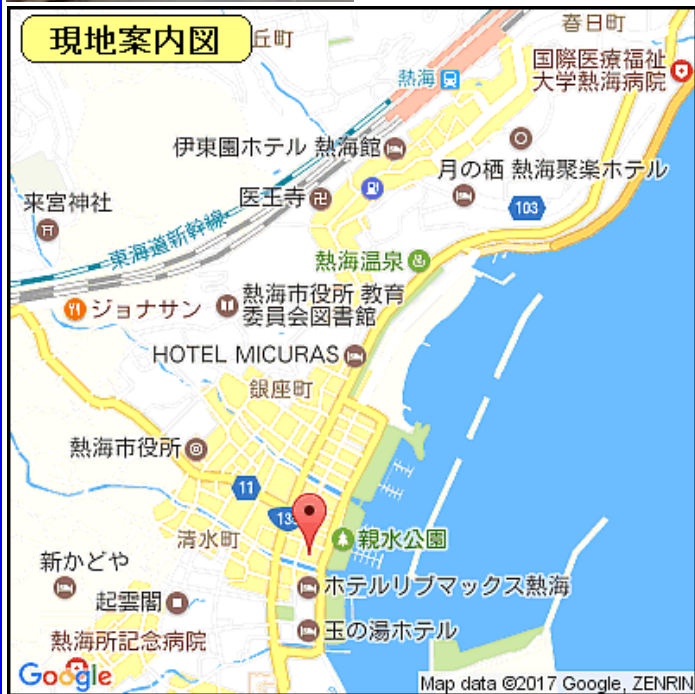 現地案内図
丘町
春日町
国際医療福祉
大学熱海病院
熱海
伊東園ホテル 熱海館
月の栖 熱海聚楽ホテル
医王寺
来宮神社
103
東海道新幹線
熱海温泉
ジョナサン
熱海市役所 教育
委員会図書館
HOTEL MICURAS
銀座町
熱海市役所
11
13
清水町
親水公園
新かどや
ホテルリブマックス熱海
起雲閣
玉の湯ホテル
熱海所記念病院
Google
Map data ©2017 Google, ZENRIN